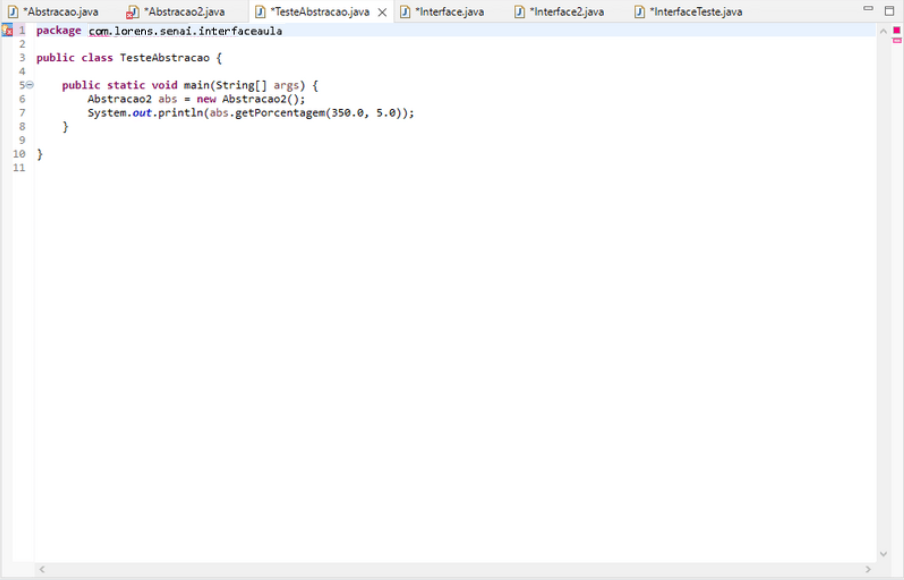 *Abstracao.java *Abstracao2.java *TesteAbstracao.java *Interface.java *Interface2.java *InterfaceTeste.java
1 package com.lorens.senai.interfaceaula
2
3 public class TesteAbstracao {
4
5 public static void main(String[] args) {
6 Abstracao2 abs = new Abstracao2();
7 System.out.println(abs.getPorcentagem(350.0, 5.0));
8 }
9
10 }
11